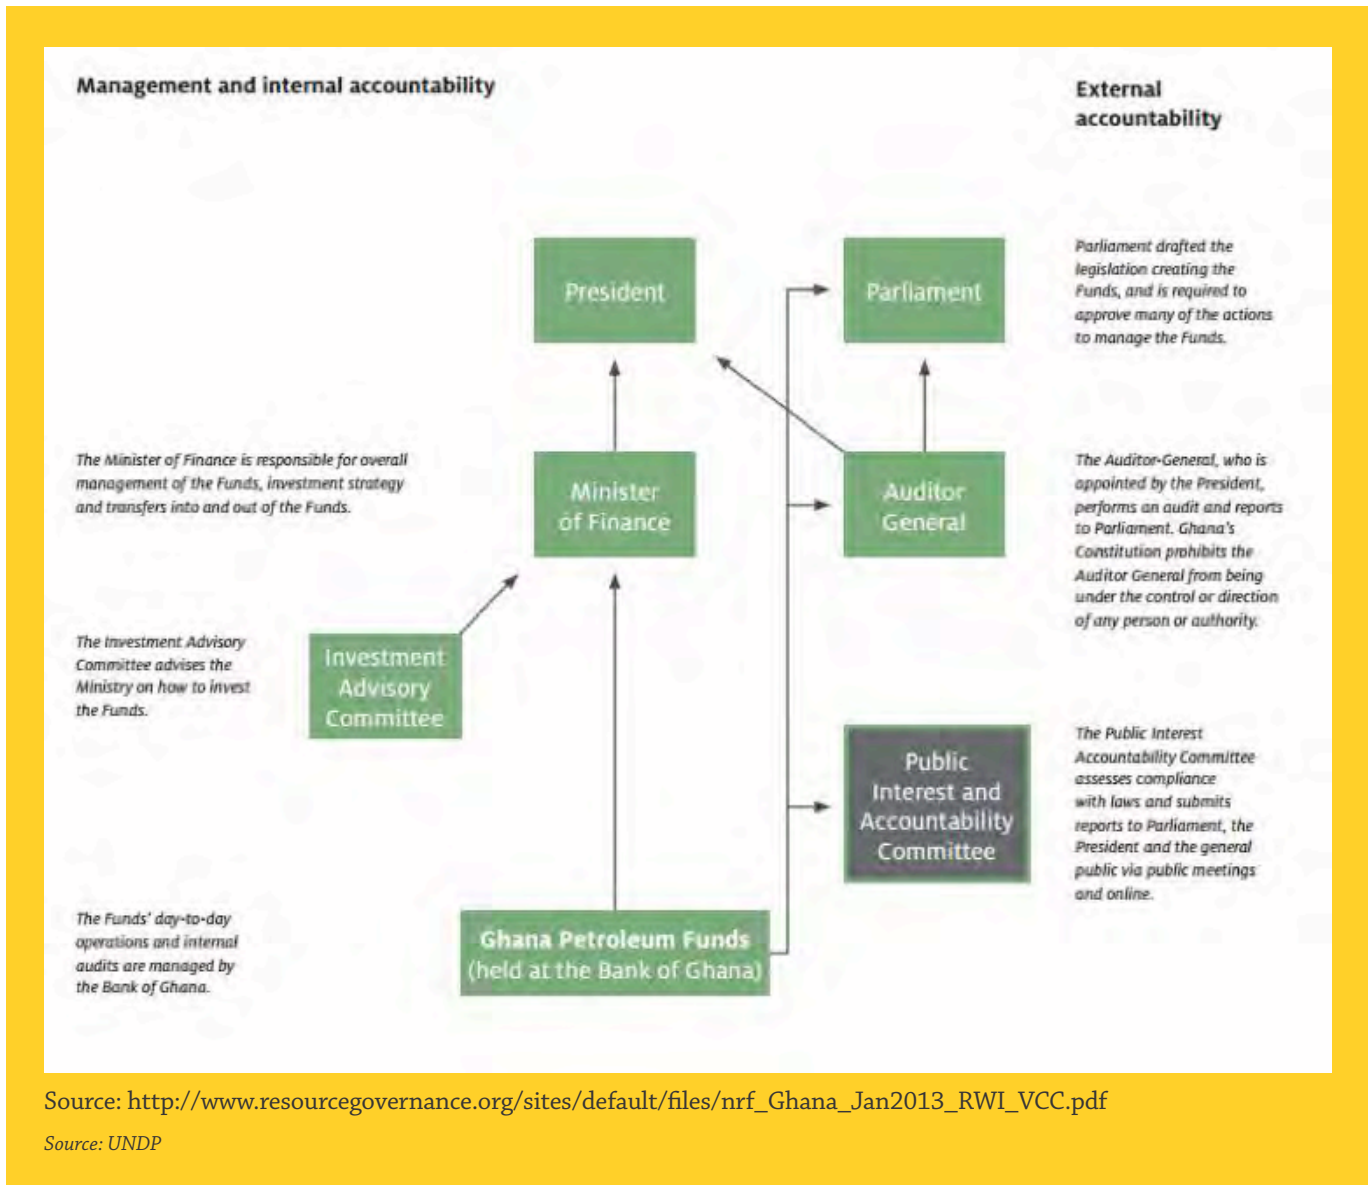 Management and internal accountability
External
accountability
President
Parliament
Parliament drafted the
legislation creating the
Funds, and is required to
approve many of the actions
to manage the Funds.
The Minister of Finance is responsible for overall
management of the Funds, investment strategy
and transfers into and out of the Funds.
Minister
of Finance
Auditor
General
The Auditor-General, who is
appointed by the President,
performs an audit and reports
to Parliament. Ghana's
Constitution prohibits the
Auditor General from being
under the control or direction
of any person or authority.
The Investment Advisory
Committee advises the
Ministry on how to invest
the Funds.
Investment
Advisory
Committee
Public
Interest and
Accountability
Committee
The Public Interest
Accountability Committee
assesses compliance
with laws and submits
reports to Parliament, the
President and the general
public via public meetings
and online.
The Funds' day-to-day
operations and internal
audits are managed by
the Bank of Ghana.
Ghana Petroleum Funds
(held at the Bank of Ghana)
Source: http://www.resourcegovernance.org/sites/default/files/nrf_Ghana_Jan2013_RWI_VCC.pdf
Source: UNDP